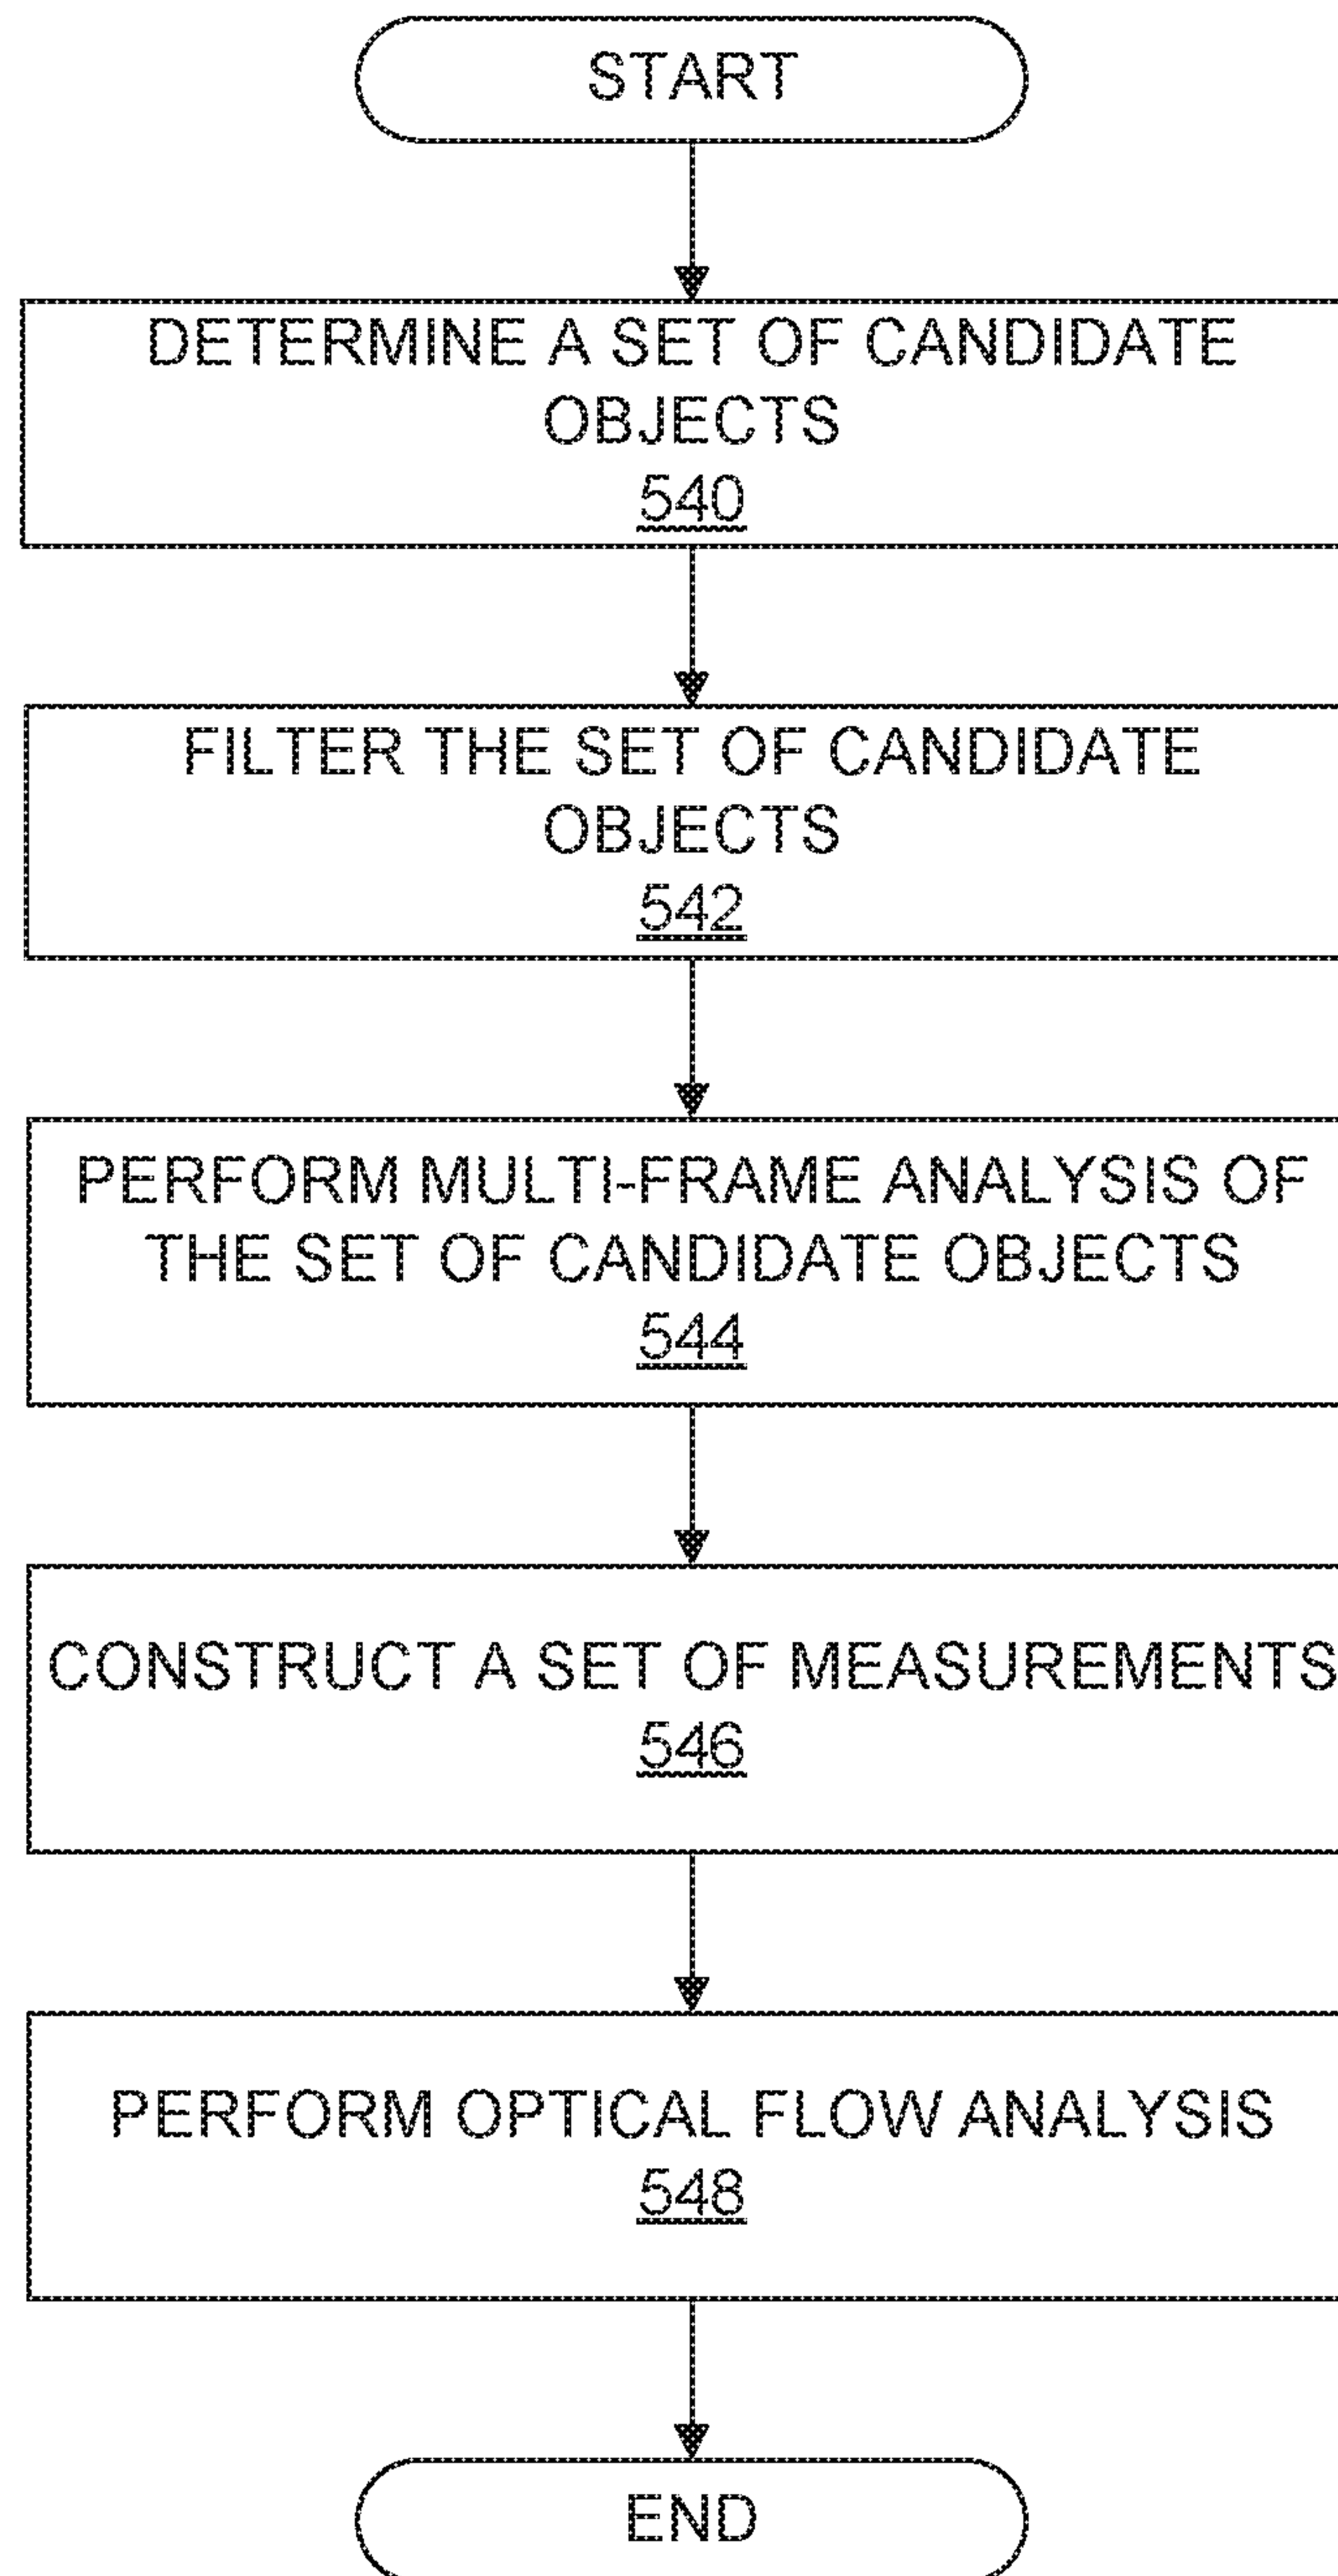 START
DETERMINE A SET OF CANDIDATE
OBJECTS
540
FILTER THE SET OF CANDIDATE
OBJECTS
542
PERFORM MULTI-FRAME ANALYSIS OF
THE SET OF CANDIDATE OBJECTS
544
CONSTRUCT A SET OF MEASUREMENTS
546
PERFORM OPTICAL FLOW ANALYSIS
548
END